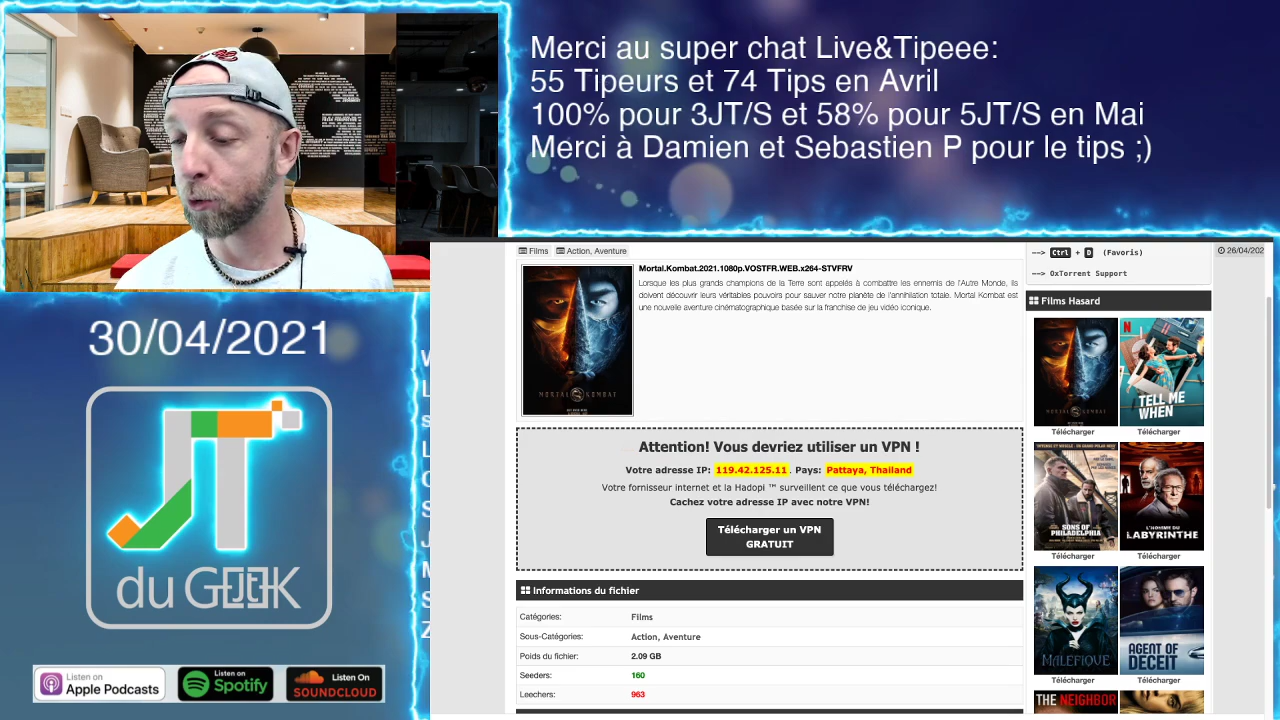 Merci au super chat Live&Tipeee:
55 Tipeurs et 74 Tips en Avril
100% pour 3JT/S et 58% pour 5JT/S en Mai
Merci à Damien et Sebastien P pour le tips ;)
30/04/2021
JT
du GEEK
Listen on
Apple Podcasts
Listen on
Spotify
Listen On
SOUNDCLOUD
Films
Action, Aventure
Mortal.Kombat.2021.1080p.VOSTFR.WEB.x264-STVFRV
Lorsque les plus grands champions de la Terre sont appelés à combattre les ennemis de l'Autre Monde, ils
doivent découvrir leurs véritables pouvoirs pour sauver notre planète de l'annihilation totale. Mortal Kombat est
une nouvelle aventure cinématographique basée sur la franchise de jeu vidéo iconique.
MORTAL KOMBAT
Attention! Vous devriez utiliser un VPN !
Votre adresse IP: 119.42.125.11. Pays: Pattaya, Thailand
Votre fornisseur internet et la Hadopi ™ surveillent ce que vous téléchargez!
Cachez votre adresse IP avec notre VPN!
Télécharger un VPN
GRATUIT
Informations du fichier
Catégories: Films
Sous-Catégories: Action, Aventure
Poids du fichier: 2.09 GB
Seeders: 160
Leechers: 963
--> Ctrl + D (Favoris)
--> OxTorrent Support
26/04/202
Films Hasard
MORTAL KOMBAT
Télécharger
N
TELL ME
WHEN
Télécharger
SONS OF
PHILADELPHIA
Télécharger
L'HOMME DU
LABYRINTHE
Télécharger
MALEFIQUE
Télécharger
AGENT OF
DECEIT
Télécharger
THE NEIGHBOR